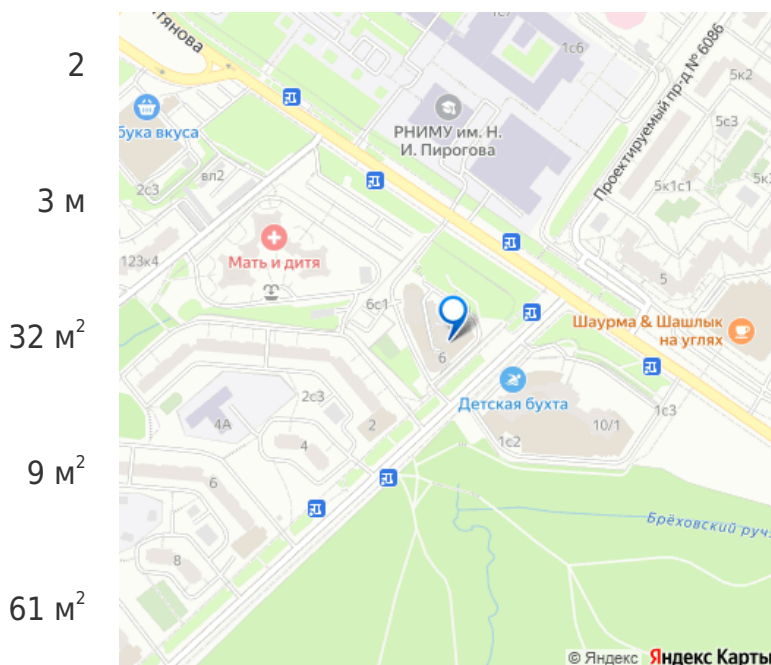 2
3 м
32 м²
9 м²
61 м²
тянова
1с7
1с6
5к2
бука вкуса
РНИМУ им. Н.
И. Пирогова
Проектируемый пр-д № 6086
5с3
2с3
вл2
5к1с1
123к4
Мать и дитя
5
6с1
Шаурма & Шашлык
на углях
6
Детская бухта
2с3
4А
4
2
1с2
10/1
1с3
6
8
Брёховский руч.
© Яндекс Яндекс Карты